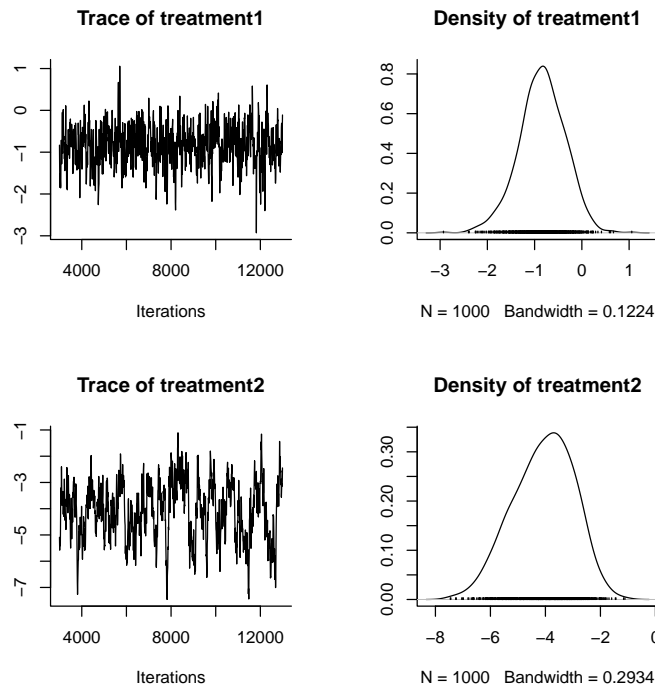 Trace of treatment1
1
0
−1
−2
−3
4000 8000 12000
Iterations
Density of treatment1
0.8
0.6
0.4
0.2
0.0
−3 −2 −1 0 1
N = 1000 Bandwidth = 0.1224
Trace of treatment2
−1
−3
−5
−7
4000 8000 12000
Iterations
Density of treatment2
0.30
0.20
0.10
0.00
−8 −6 −4 −2 0
N = 1000 Bandwidth = 0.2934